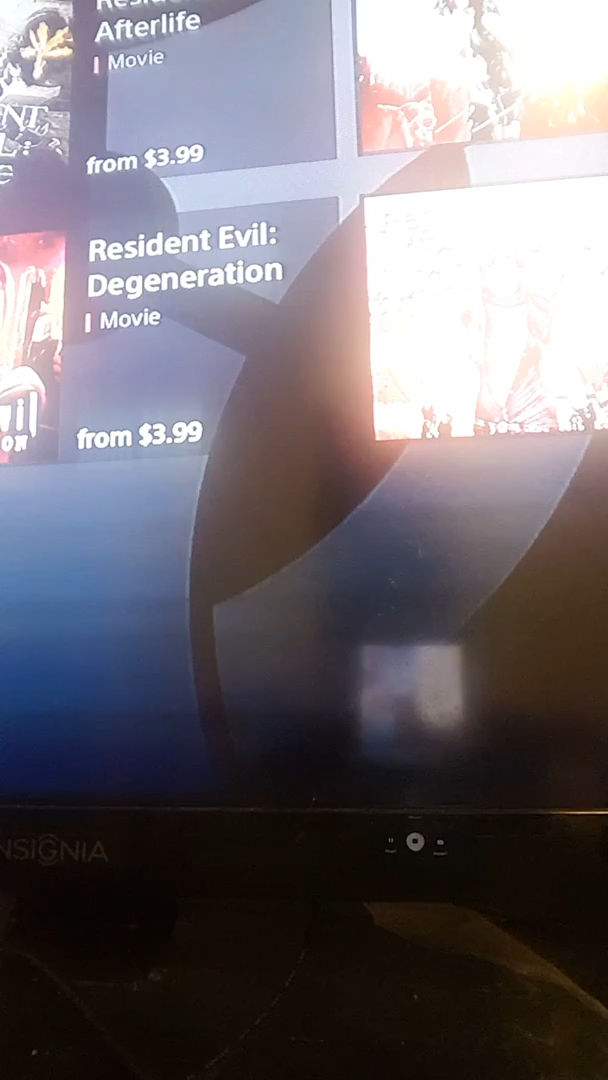 Afterlife
Movie
from $3.99
Resident Evil:
Degeneration
Movie
from $3.99
NSIGNIA